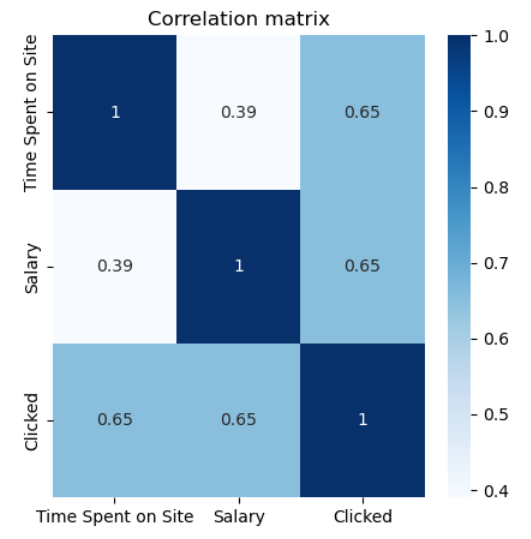 Correlation matrix
Time Spent on Site
1
0.39
0.65
Salary
0.39
1
0.65
Clicked
0.65
0.65
1
Time Spent on Site
Salary
Clicked
1.0
0.9
0.8
0.7
0.6
0.5
0.4